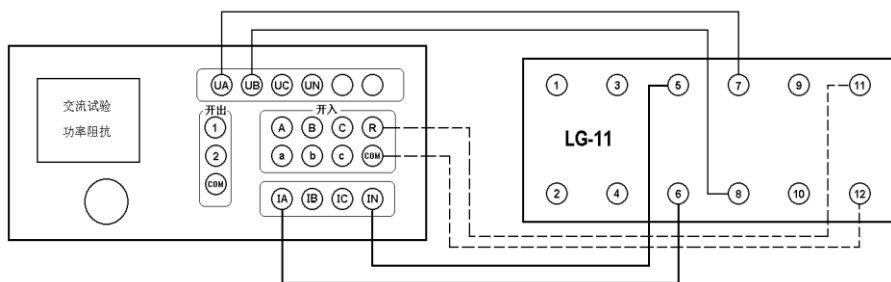 UA UB UC UN
1 3 5 7 9 11
交流试验
功率阻抗
开出 开入
1 A B C R
2 a b c COM
COM
LG-11
IA IB IC IN
2 4 6 8 10 12